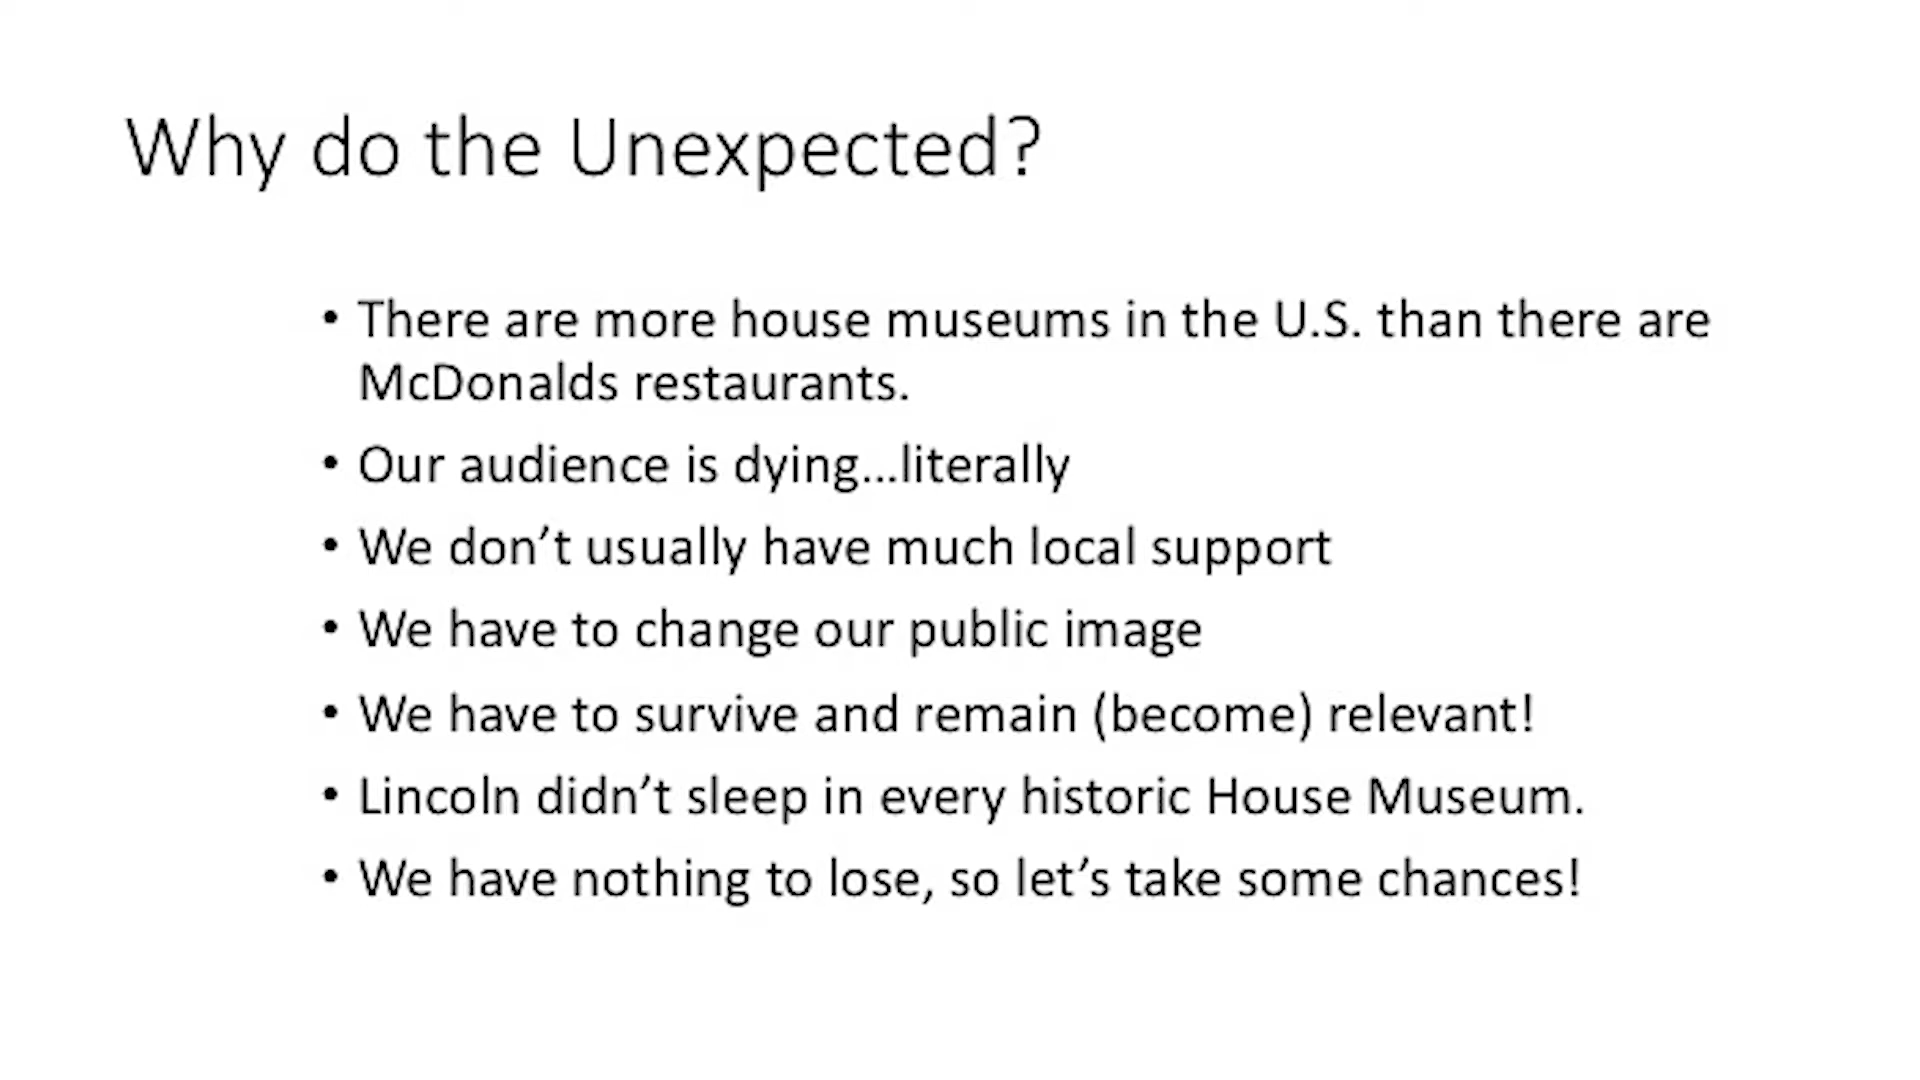 Why do the Unexpected?
• There are more house museums in the U.S. than there are
McDonalds restaurants.
• Our audience is dying...literally
• We don’t usually have much local support
• We have to change our public image
• We have to survive and remain (become) relevant!
• Lincoln didn’t sleep in every historic House Museum.
• We have nothing to lose, so let’s take some chances!